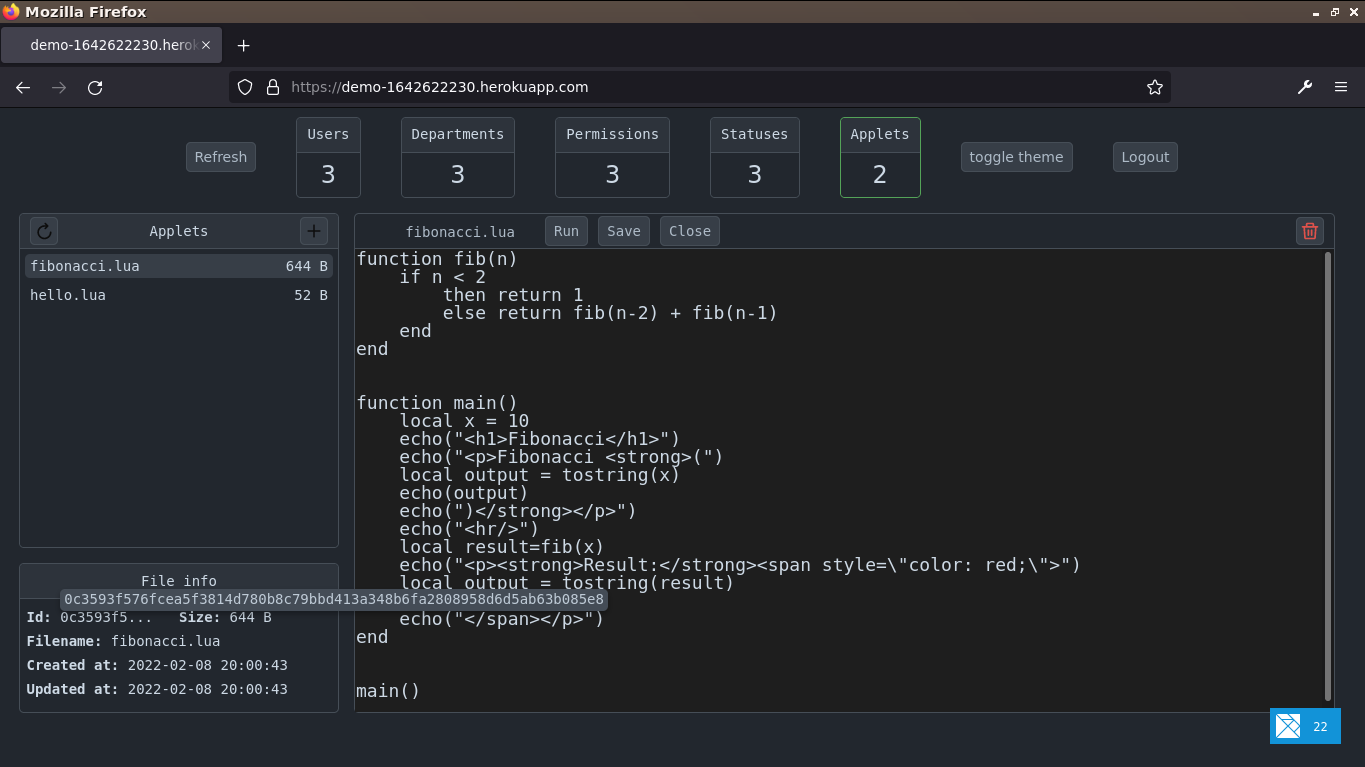 Mozilla Firefox
demo-1642622230.herok
https://demo-1642622230.herokuapp.com
Refresh
Users
3
Departments
3
Permissions
3
Statuses
3
Applets
2
toggle theme
Logout
Applets
fibonacci.lua 644 B
hello.lua 52 B
fibonacci.lua Run Save Close
function fib(n)
    if n < 2
        then return 1
        else return fib(n-2) + fib(n-1)
    end
end
function main()
    local x = 10
    echo("<h1>Fibonacci</h1>")
    echo("<p>Fibonacci <strong>(")
    local output = tostring(x)
    echo(output)
    echo(")</strong></p>")
    echo("<hr/>")
    local result=fib(x)
    echo("<p><strong>Result:</strong><span style=\"color: red;\">")
    local output = tostring(result)
    echo("</span></p>")
end
main()
File info
0c3593f576fcea5f3814d780b8c79bbd413a348b6fa2808958d6d5ab63b085e8
Id: 0c3593f5... Size: 644 B
Filename: fibonacci.lua
Created at: 2022-02-08 20:00:43
Updated at: 2022-02-08 20:00:43
22